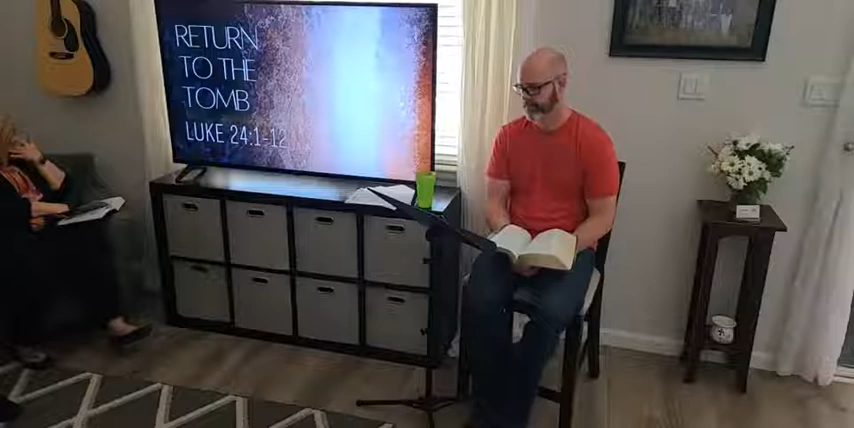 RETURN
TO THE
TOMB
LUKE 24:1-12